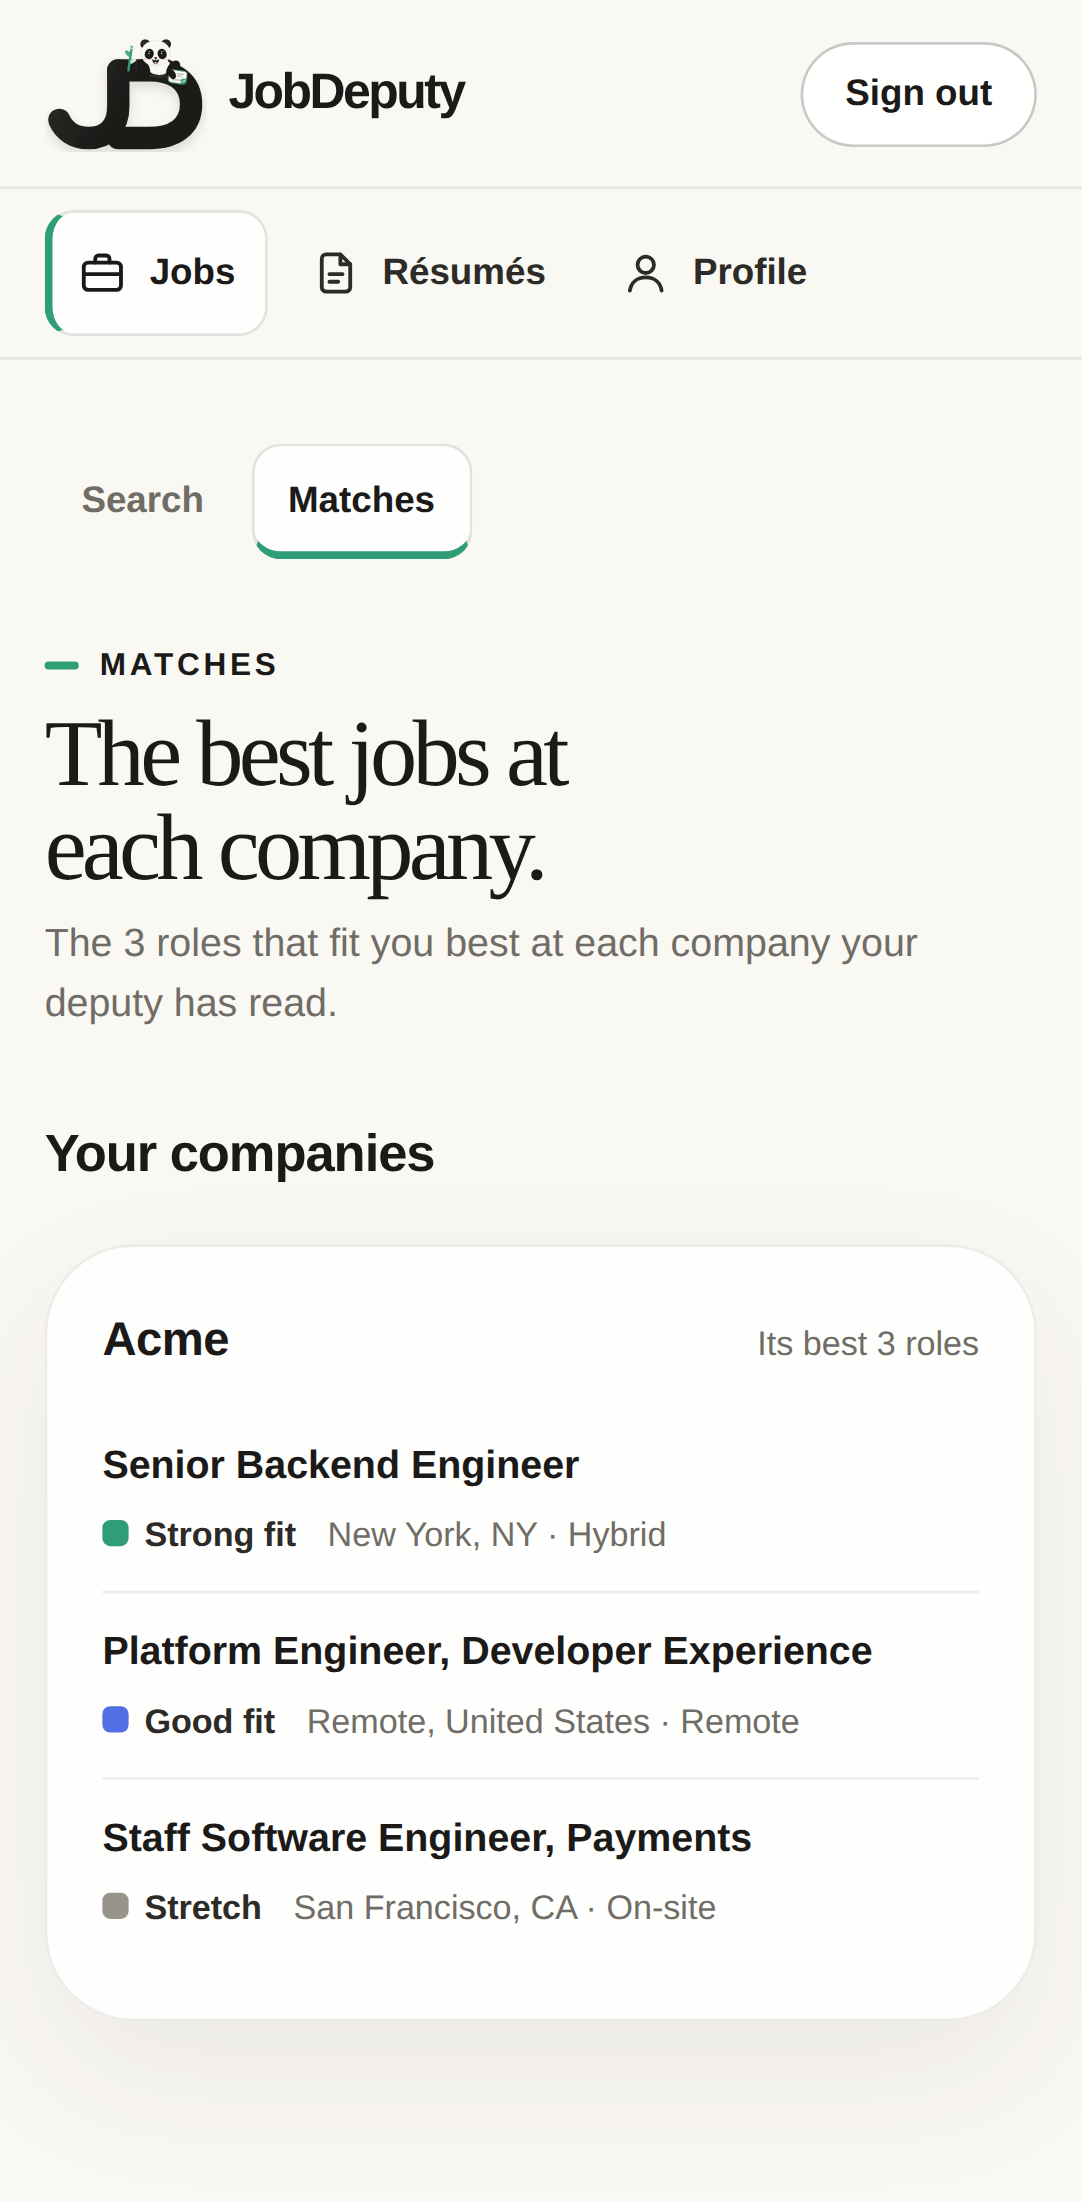 JobDeputy
Sign out
Jobs
Résumés
Profile
Search
Matches
MATCHES
The best jobs at
each company.
The 3 roles that fit you best at each company your
deputy has read.
Your companies
Acme
Its best 3 roles
Senior Backend Engineer
Strong fit New York, NY · Hybrid
Platform Engineer, Developer Experience
Good fit Remote, United States · Remote
Staff Software Engineer, Payments
Stretch San Francisco, CA · On-site